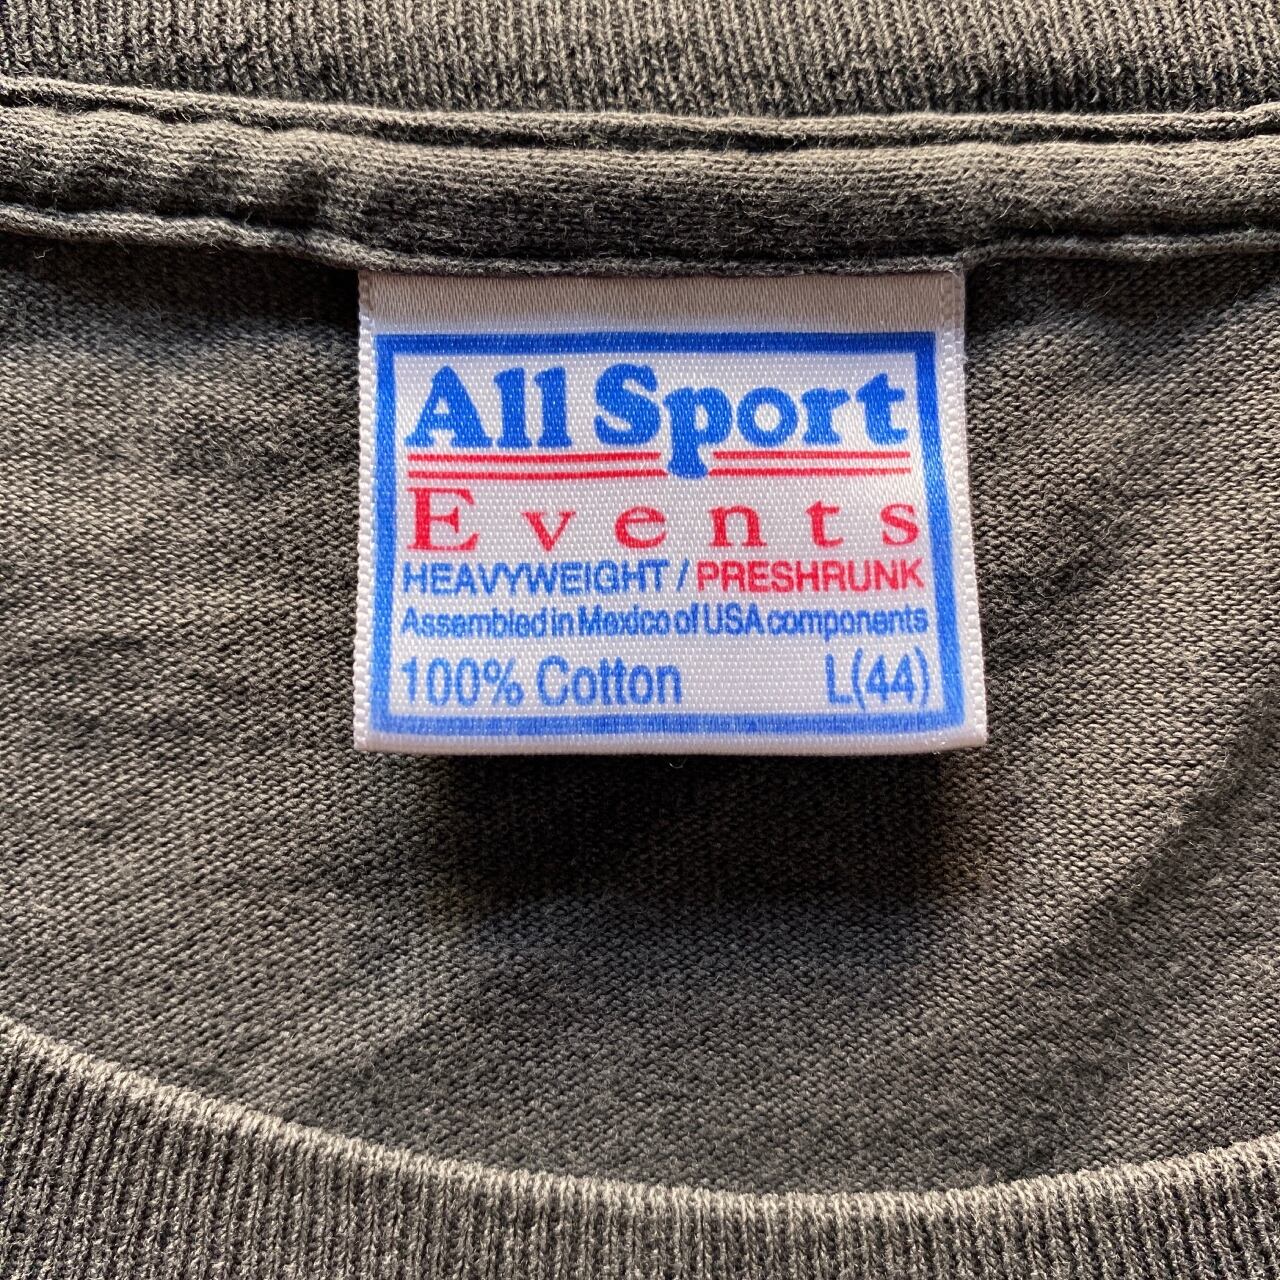 All Sport
Events
HEAVYWEIGHT / PRESHRUNK
Assembled in Mexico of USA components
100% Cotton L(44)